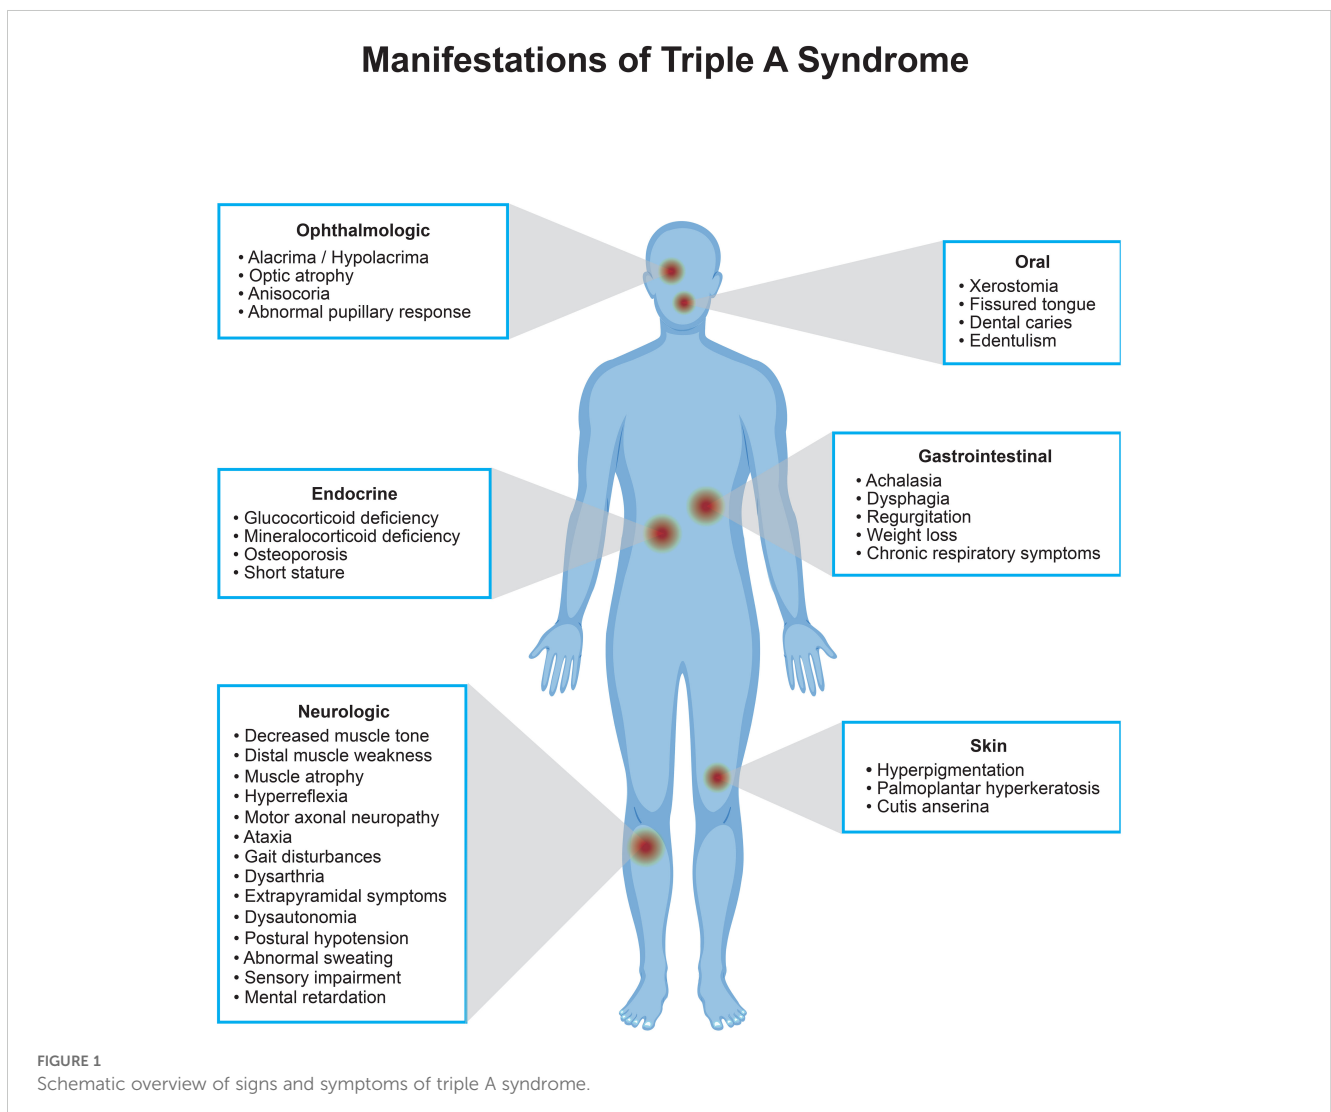 Manifestations of Triple A Syndrome
Ophthalmologic
• Alacrima / Hypolacrima
• Optic atrophy
• Anisocoria
• Abnormal pupillary response
Oral
• Xerostomia
• Fissured tongue
• Dental caries
• Edentulism
Endocrine
• Glucocorticoid deficiency
• Mineralocorticoid deficiency
• Osteoporosis
• Short stature
Gastrointestinal
• Achalasia
• Dysphagia
• Regurgitation
• Weight loss
• Chronic respiratory symptoms
Neurologic
• Decreased muscle tone
• Distal muscle weakness
• Muscle atrophy
• Hyperreflexia
• Motor axonal neuropathy
• Ataxia
• Gait disturbances
• Dysarthria
• Extrapyramidal symptoms
• Dysautonomia
• Postural hypotension
• Abnormal sweating
• Sensory impairment
• Mental retardation
Skin
• Hyperpigmentation
• Palmoplantar hyperkeratosis
• Cutis anserina
FIGURE 1
Schematic overview of signs and symptoms of triple A syndrome.